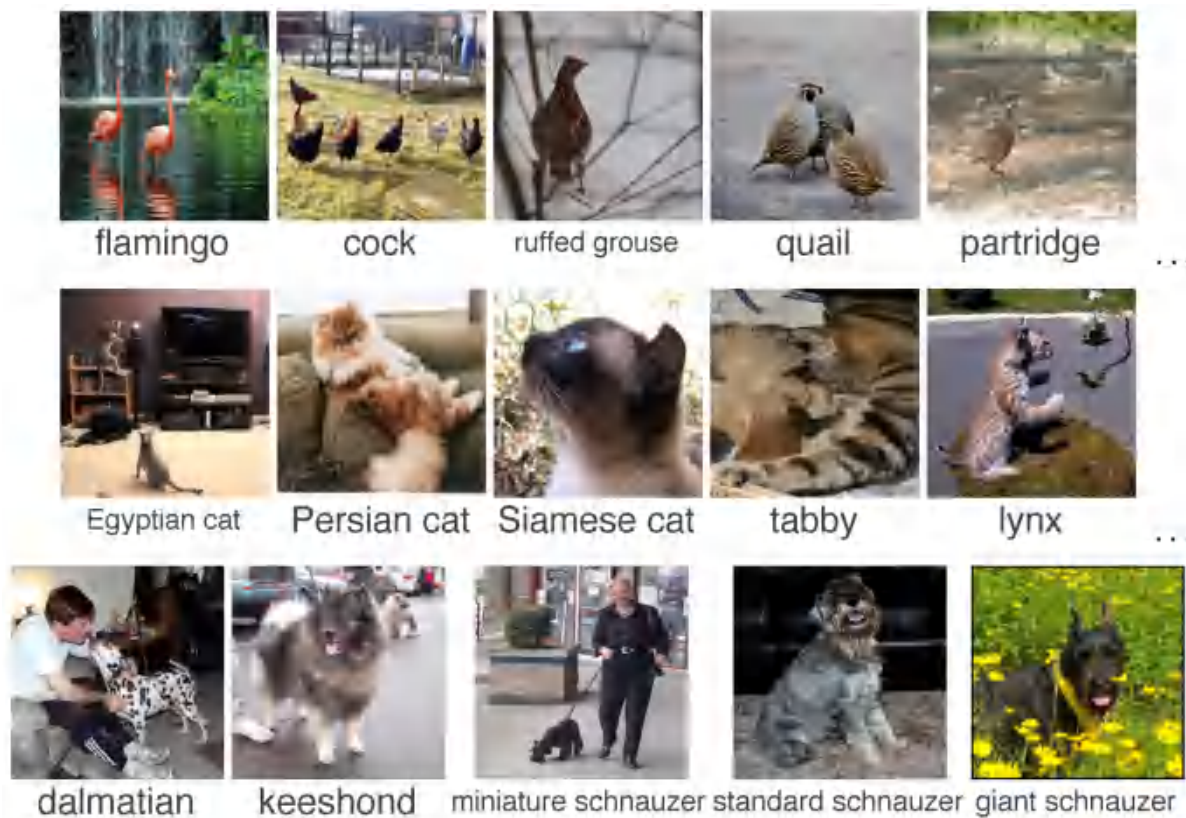 flamingo cock ruffed grouse quail partridge ...
Egyptian cat Persian cat Siamese cat tabby lynx ...
dalmatian keeshond miniature schnauzer standard schnauzer giant schnauzer